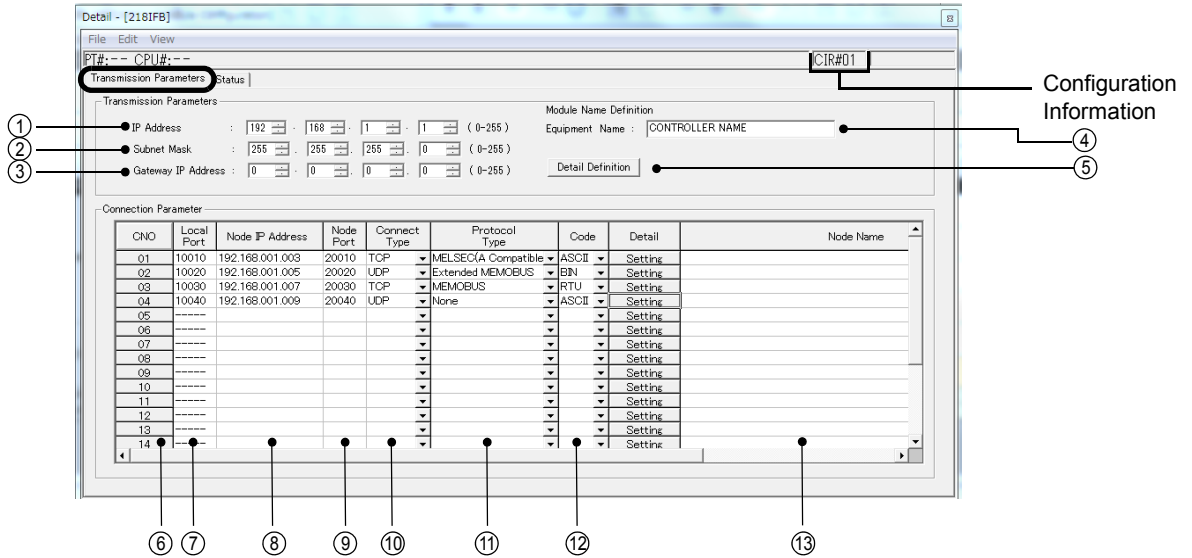 Detail - [218IFB]
File Edit View
PT#:-- CPU#:-- CIR#01
Configuration
Information
Transmission Parameters Status
Transmission Parameters
Module Name Definition
① IP Address : 192 . 168 . 1 . 1 (0-255) Equipment Name : CONTROLLER NAME ④
② Subnet Mask : 255 . 255 . 255 . 0 (0-255)
③ Gateway IP Address : 0 . 0 . 0 . 0 (0-255) Detail Definition ⑤
Connection Parameter
CNO Local Port Node IP Address Node Port Connect Type Protocol Type Code Detail Node Name
01 10010 192.168.001.003 20010 TCP MELSEC(A Compatible ASCII Setting
02 10020 192.168.001.005 20020 UDP Extended MEMOBUS BIN Setting
03 10030 192.168.001.007 20030 TCP MEMOBUS RTU Setting
04 10040 192.168.001.009 20040 UDP None ASCII Setting
05 ----- Setting
06 ----- Setting
07 ----- Setting
08 ----- Setting
09 ----- Setting
10 ----- Setting
11 ----- Setting
12 ----- Setting
13 ----- Setting
14 ----- Setting
⑥ ⑦ ⑧ ⑨ ⑩ ⑪ ⑫ ⑬